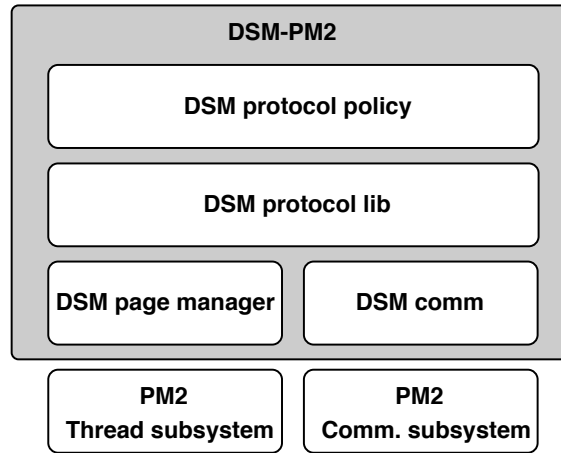 DSM-PM2
DSM protocol policy
DSM protocol lib
DSM page manager
DSM comm
PM2
Thread subsystem
PM2
Comm. subsystem